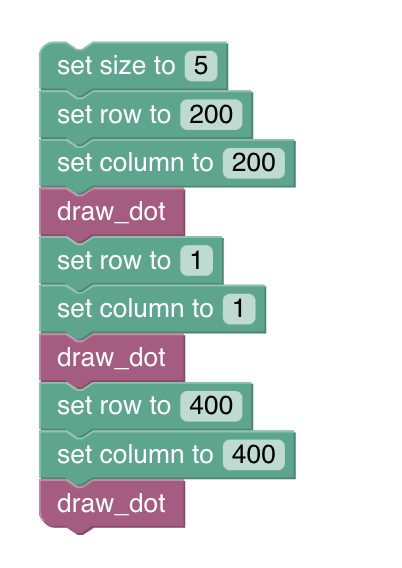 set size to 5
set row to 200
set column to 200
draw_dot
set row to 1
set column to 1
draw_dot
set row to 400
set column to 400
draw_dot